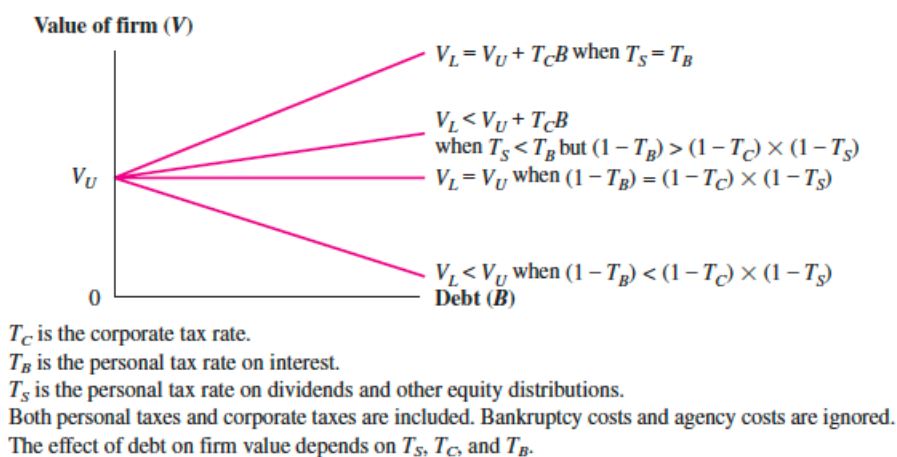 Value of firm (V)
V_L = V_U + T_C B when T_S = T_B
V_L < V_U + T_C B
when T_S < T_B but (1 – T_B) > (1 – T_C) × (1 – T_S)
V_U
V_L = V_U when (1 – T_B) = (1 – T_C) × (1 – T_S)
V_L < V_U when (1 – T_B) < (1 – T_C) × (1 – T_S)
0
Debt (B)
T_C is the corporate tax rate.
T_B is the personal tax rate on interest.
T_S is the personal tax rate on dividends and other equity distributions.
Both personal taxes and corporate taxes are included. Bankruptcy costs and agency costs are ignored.
The effect of debt on firm value depends on T_S, T_C, and T_B.